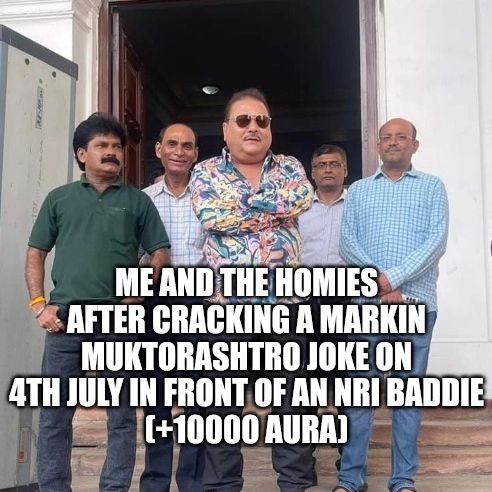 ME AND THE HOMIES
AFTER CRACKING A MARKIN
MUKTORASHTRO JOKE ON
4TH JULY IN FRONT OF AN NRI BADDIE
(+10000 AURA)